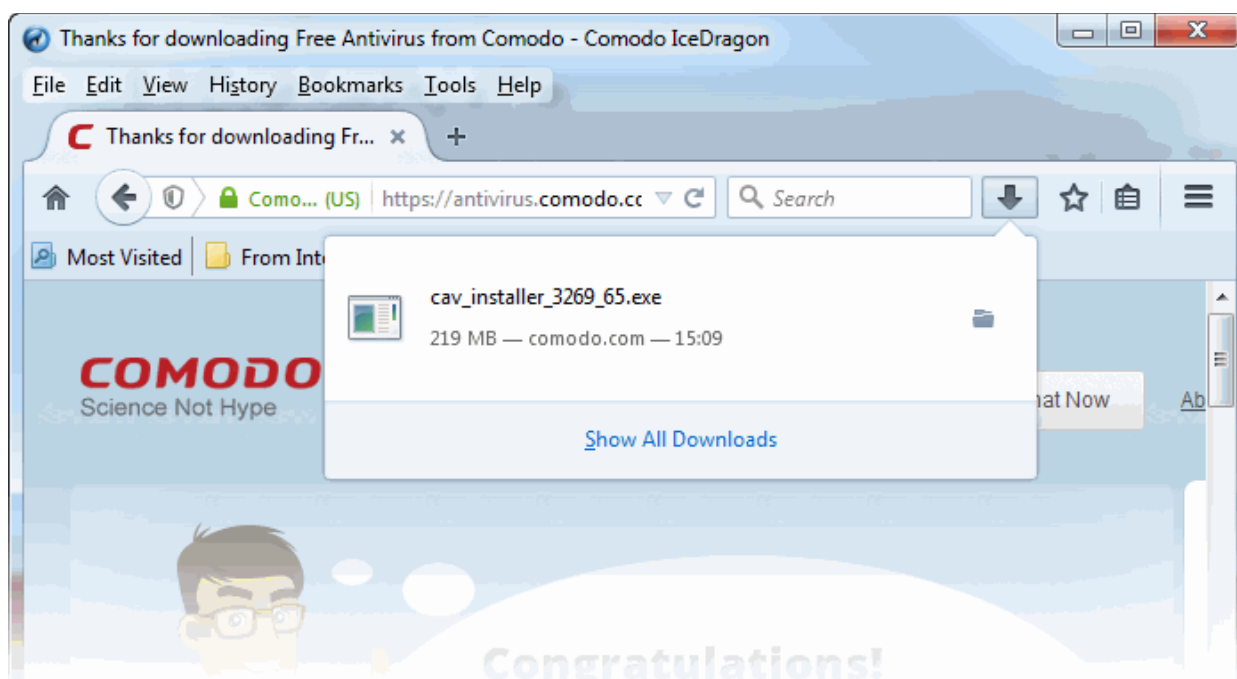 Thanks for downloading Free Antivirus from Comodo - Comodo IceDragon
File Edit View History Bookmarks Tools Help
Thanks for downloading Fr...
Como... (US) https://antivirus.comodo.cc Search
Most Visited From Inte
cav_installer_3269_65.exe
219 MB — comodo.com — 15:09
COMODO
Science Not Hype
hat Now Ab
Show All Downloads
Congratulations!